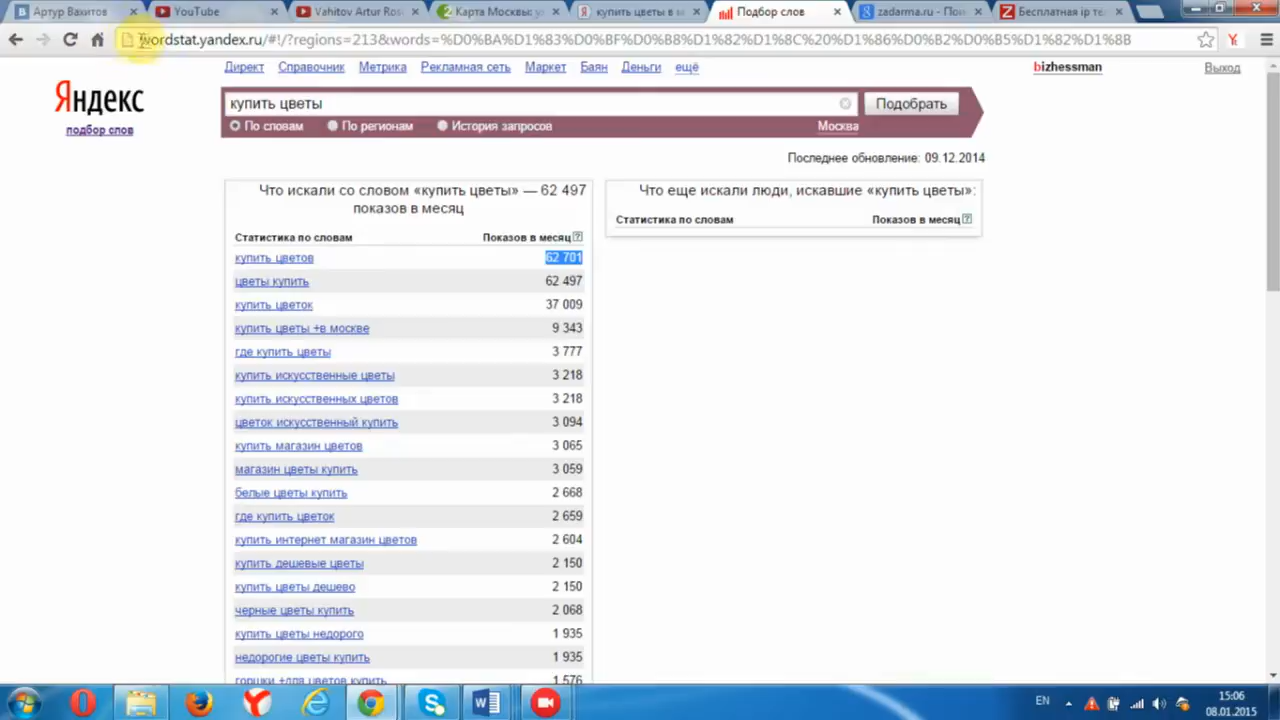 Артур Вахитов
YouTube
Vahitov Artur Ros
Карта Москвы: у
купить цветы в м
Подбор слов
zadarma.ru - Пои
Бесплатная ip те
wordstat.yandex.ru/#!/?regions=213&words=%D0%BA%D1%83%D0%BF%D0%B8%D1%82%D1%8C%20%D1%86%D0%B2%D0%B5%D1%82%D1%8B
Директ Справочник Метрика Рекламная сеть Маркет Баян Деньги ещё
bizhessman
Выход
Яндекс
подбор слов
купить цветы
Подобрать
По словам По регионам История запросов
Москва
Последнее обновление: 09.12.2014
Что искали со словом «купить цветы» — 62 497
показов в месяц
Статистика по словам Показов в месяц ?
купить цветов 62 701
цветы купить 62 497
купить цветок 37 009
купить цветы +в москве 9 343
где купить цветы 3 777
купить искусственные цветы 3 218
купить искусственных цветов 3 218
цветок искусственный купить 3 094
купить магазин цветов 3 065
магазин цветы купить 3 059
белые цветы купить 2 668
где купить цветок 2 659
купить интернет магазин цветов 2 604
купить дешевые цветы 2 150
купить цветы дешево 2 150
черные цветы купить 2 068
купить цветы недорого 1 935
недорогие цветы купить 1 935
горшки +для цветов купить 1 576
Что еще искали люди, искавшие «купить цветы»:
Статистика по словам Показов в месяц ?
EN
15:06
08.01.2015